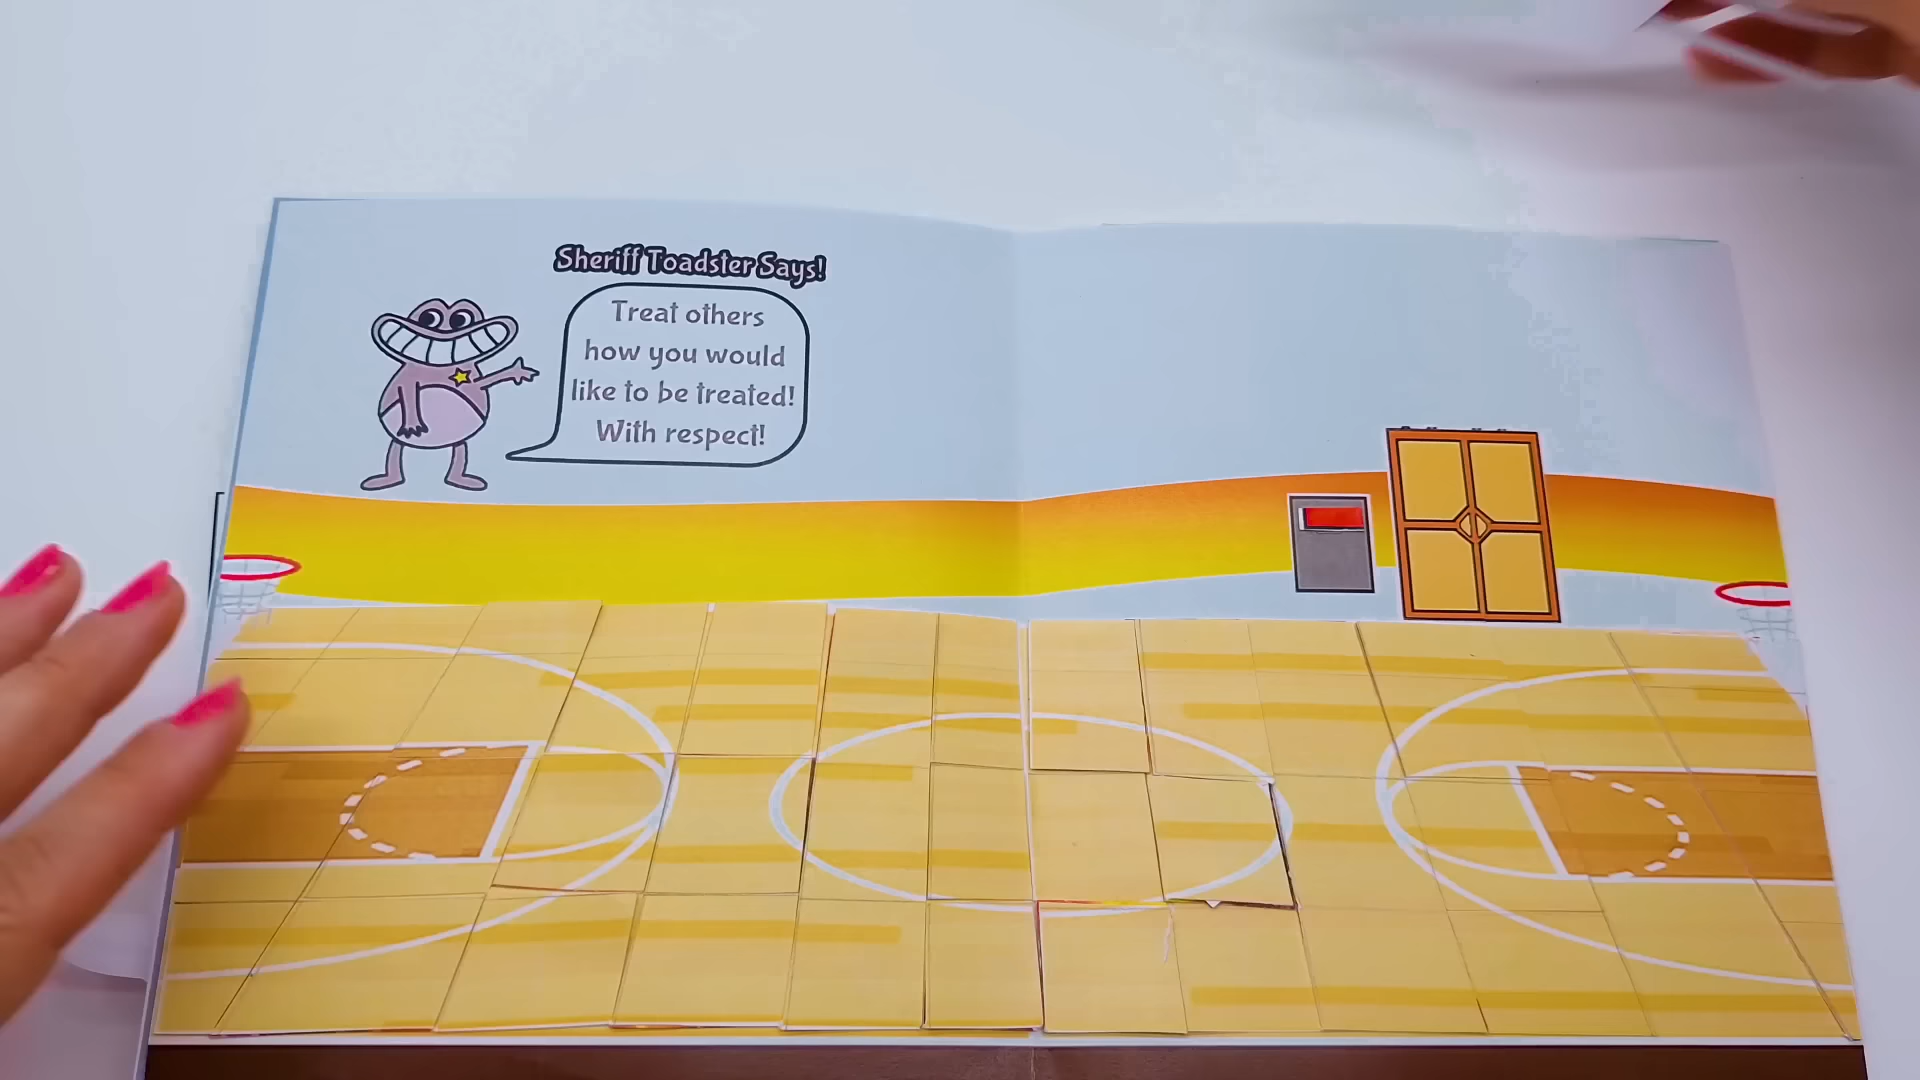 Sheriff Toadster Says!
Treat others
how you would
like to be treated!
With respect!